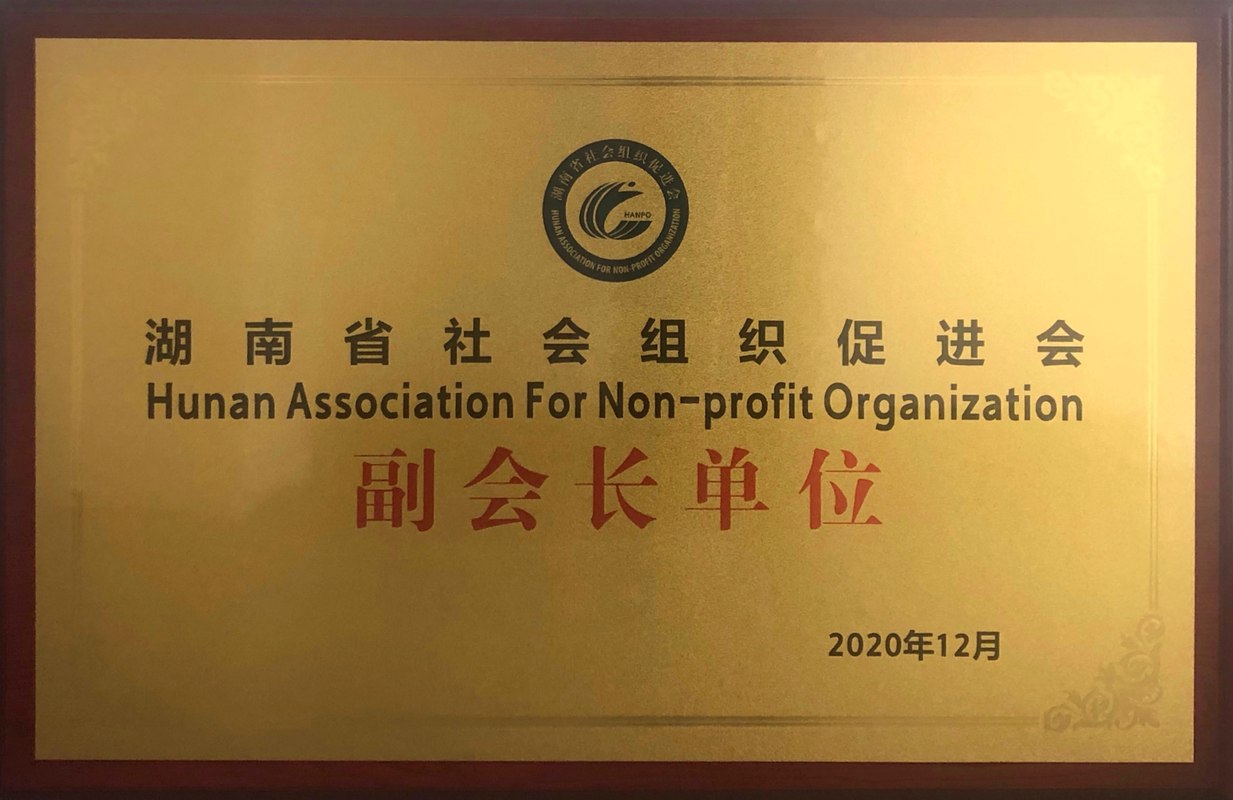 湖南省社会组织促进会
HANPO
HUNAN ASSOCIATION FOR NON-PROFIT ORGANIZATION
湖南省社会组织促进会
Hunan Association For Non-profit Organization
副会长单位
2020年12月